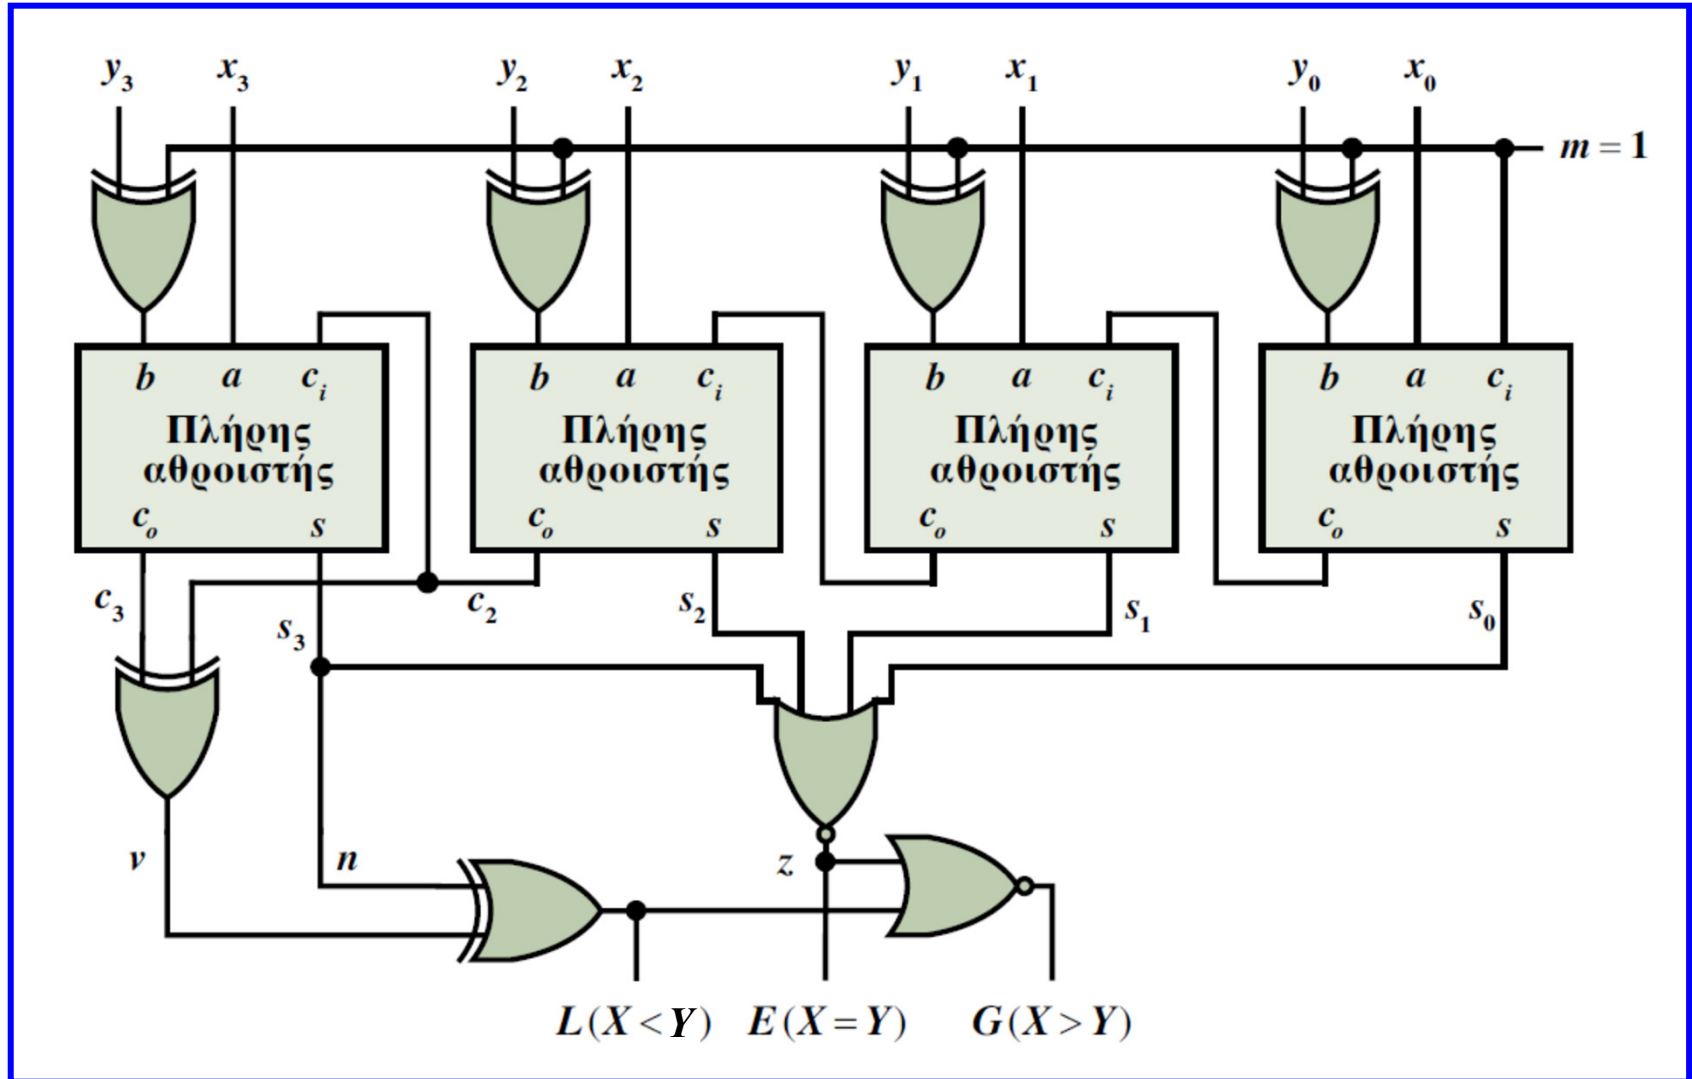 y₃ x₃ y₂ x₂ y₁ x₁ y₀ x₀
m = 1
b a cᵢ b a cᵢ b a cᵢ b a cᵢ
Πλήρης Πλήρης Πλήρης Πλήρης
αθροιστής αθροιστής αθροιστής αθροιστής
cₒ s cₒ s cₒ s cₒ s
c₃ s₃ c₂ s₂ s₁ s₀
v n z
L(X<Y) E(X=Y) G(X>Y)